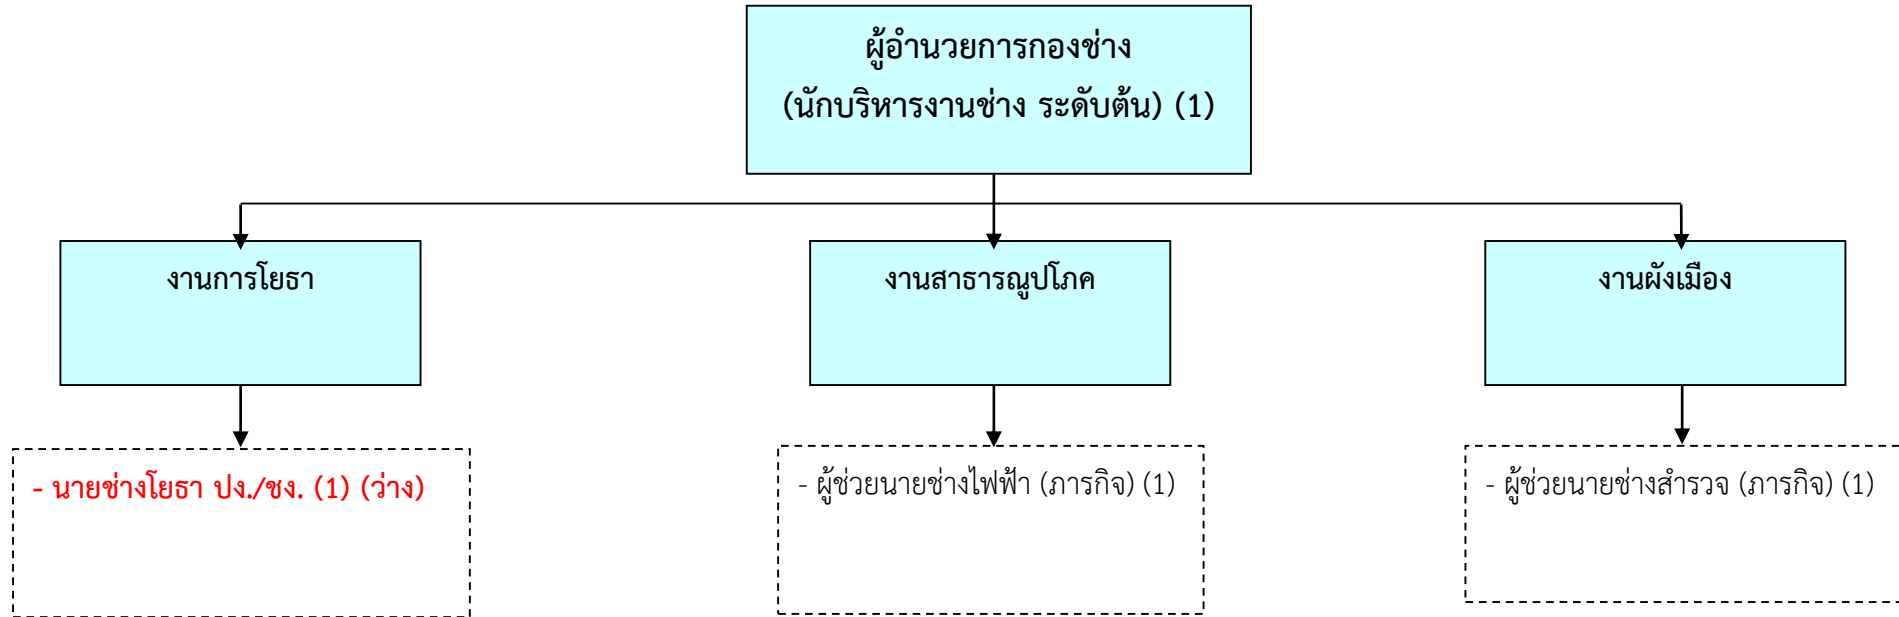 ผู้อำนวยการกองช่าง
(นักบริหารงานช่าง ระดับต้น) (1)
งานการโยธา
งานสาธารณูปโภค
งานผังเมือง
- นายช่างโยธา ปง./ชง. (1) (ว่าง)
- ผู้ช่วยนายช่างไฟฟ้า (ภารกิจ) (1)
- ผู้ช่วยนายช่างสำรวจ (ภารกิจ) (1)